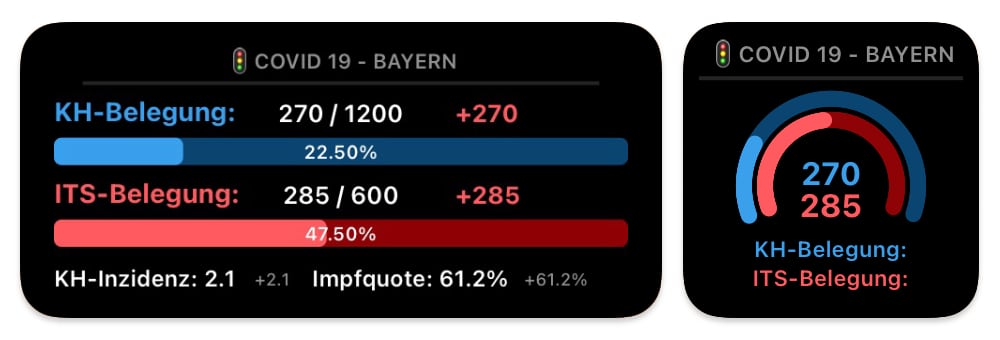 COVID 19 - BAYERN
KH-Belegung: 270 / 1200 +270
22.50%
ITS-Belegung: 285 / 600 +285
47.50%
KH-Inzidenz: 2.1 +2.1 Impfquote: 61.2% +61.2%
COVID 19 - BAYERN
270
285
KH-Belegung:
ITS-Belegung: